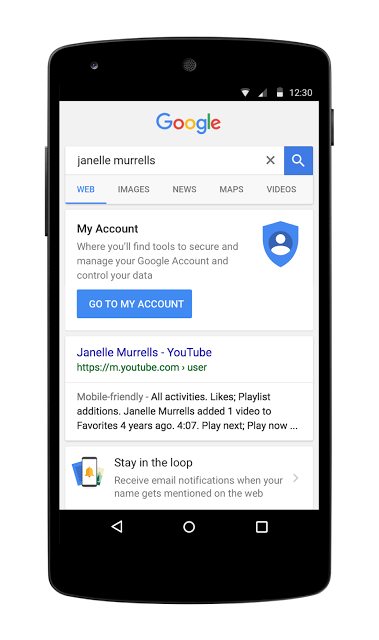 12:30
Google
janelle murrells
WEB IMAGES NEWS MAPS VIDEOS
My Account
Where you'll find tools to secure and
manage your Google Account and
control your data
GO TO MY ACCOUNT
Janelle Murrells - YouTube
https://m.youtube.com › user
Mobile-friendly - All activities. Likes; Playlist
additions. Janelle Murrells added 1 video to
Favorites 4 years ago. 4:07. Play next; Play now ...
Stay in the loop
Receive email notifications when your
name gets mentioned on the web